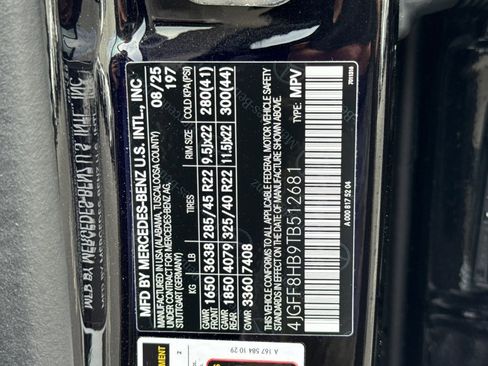 MFD BY MERCEDES-BENZ U.S. INTL., INC
ASSEMBLED IN USA (ALABAMA, TUSCALOOSA COUNTY)
UNDER CONTRACT FOR MERCEDES-BENZ AG,
STUTTGART (GERMANY)
08/25
197
KG LB TIRES RIM SIZE COLD KPA(PSI)
GAWR 1650 3638 285/45 R22 9.5Jx22 280(41)
GAWR 1850 4079 325/40 R22 11.5Jx22 300(44)
GVWR 3360 7408
THIS VEHICLE CONFORMS TO ALL APPLICABLE FEDERAL MOTOR VEHICLE SAFETY
STANDARDS IN EFFECT ON THE DATE OF MANUFACTURE SHOWN ABOVE.
4JGFF8HB9TB512681
TYPE: MPV
A 000 817 52 04
A 167 584 10 29